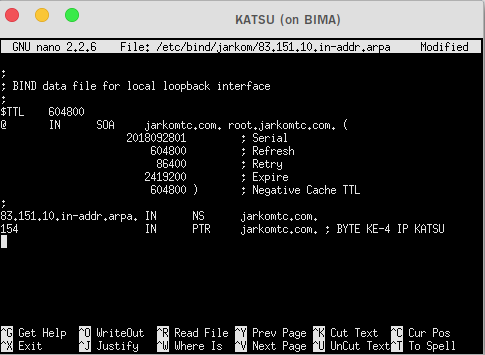 KATSU (on BIMA)
GNU nano 2.2.6 File: /etc/bind/jarkom/83.151.10.in-addr.arpa Modified
;
; BIND data file for local loopback interface
;
$TTL 604800
@ IN SOA jarkomtc.com. root.jarkomtc.com. (
2018092801 ; Serial
604800 ; Refresh
86400 ; Retry
2419200 ; Expire
604800 ) ; Negative Cache TTL
;
83.151.10.in-addr.arpa. IN NS jarkomtc.com.
154 IN PTR jarkomtc.com. ; BYTE KE-4 IP KATSU
^G Get Help ^O WriteOut ^R Read File ^Y Prev Page ^K Cut Text ^C Cur Pos
^X Exit ^J Justify ^W Where Is ^V Next Page ^U UnCut Text ^T To Spell